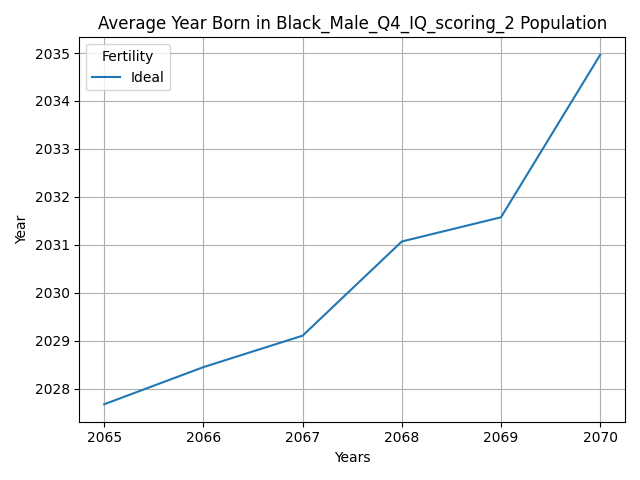 Average Year Born in Black_Male_Q4_IQ_scoring_2 Population
Fertility
Ideal
2035
2034
2033
2032
2031
2030
2029
2028
Year
2065 2066 2067 2068 2069 2070
Years